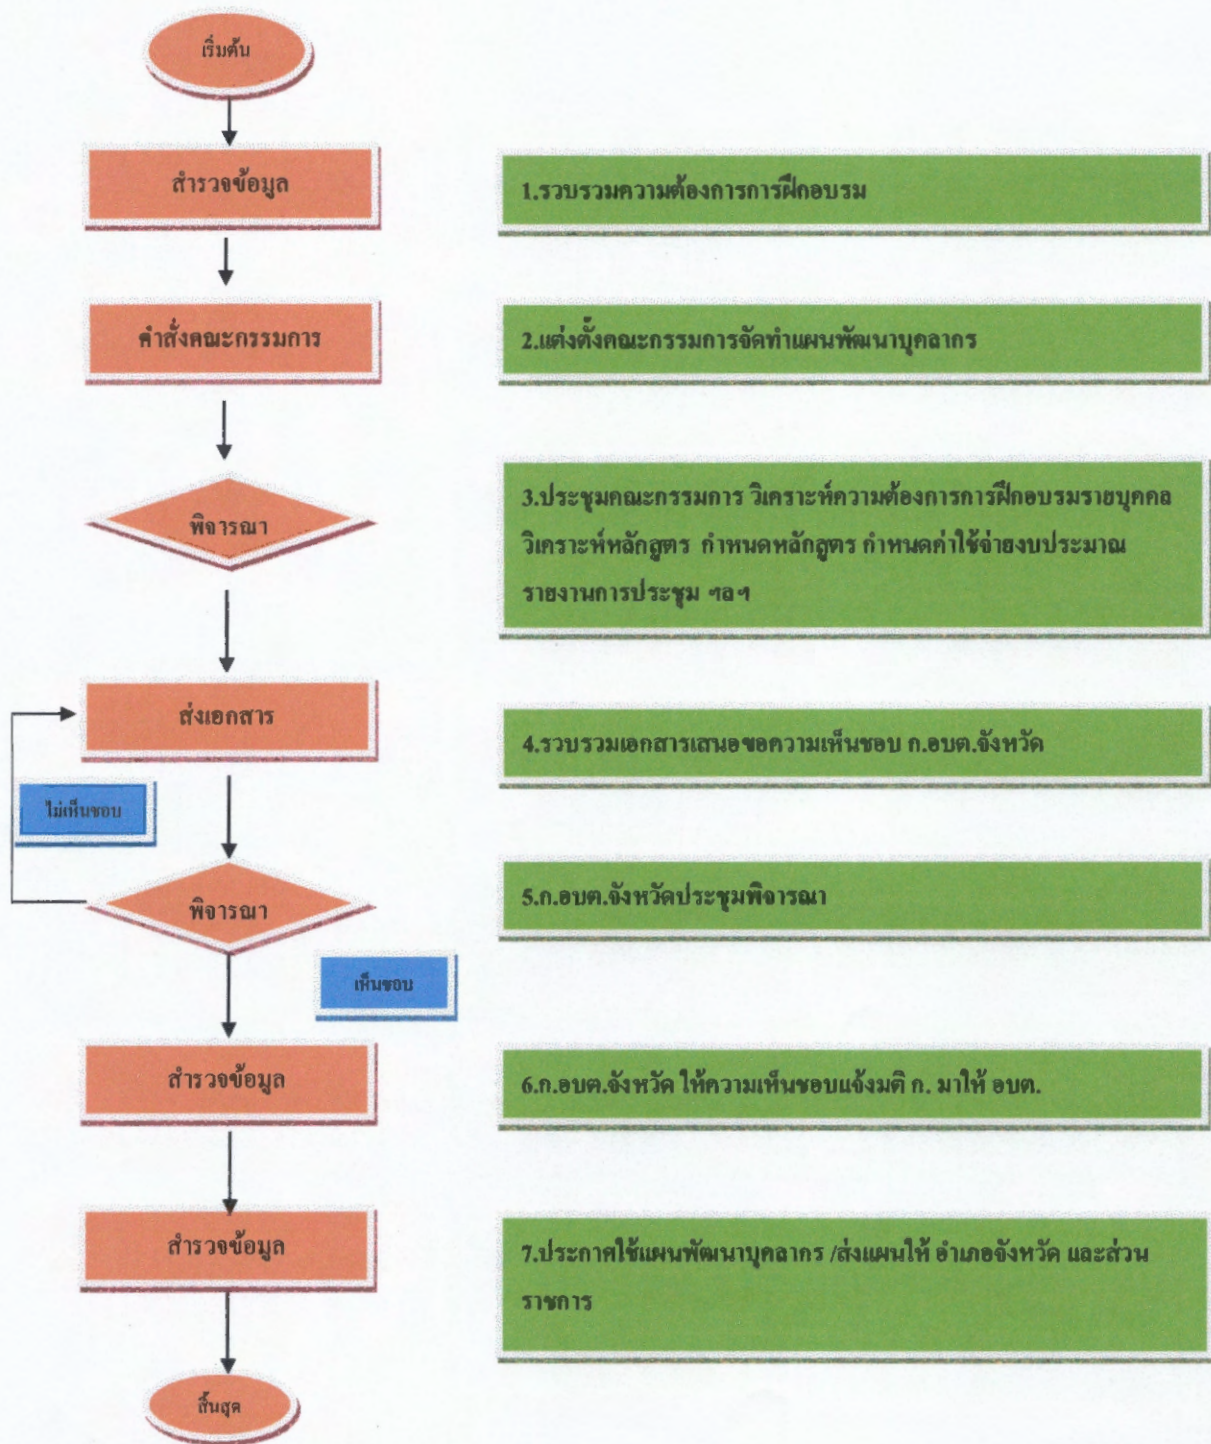 เริ่มต้น
สำรวจข้อมูล
1.รวบรวมความต้องการการฝึกอบรม
คำสั่งคณะกรรมการ
2.แต่งตั้งคณะกรรมการจัดทำแผนพัฒนาบุคลากร
พิจารณา
3.ประชุมคณะกรรมการ วิเคราะห์ความต้องการการฝึกอบรมรายบุคคล
วิเคราะห์หลักสูตร กำหนดหลักสูตร กำหนดค่าใช้จ่ายงบประมาณ
รายงานการประชุม ฯลฯ
ส่งเอกสาร
4.รวบรวมเอกสารเสนอขอความเห็นชอบ ก.อบต.จังหวัด
ไม่เห็นชอบ
พิจารณา
5.ก.อบต.จังหวัดประชุมพิจารณา
เห็นชอบ
สำรวจข้อมูล
6.ก.อบต.จังหวัด ให้ความเห็นชอบแจ้งมติ ก. มาให้ อบต.
สำรวจข้อมูล
7.ประกาศใช้แผนพัฒนาบุคลากร /ส่งแผนให้ อำเภอจังหวัด และส่วน
ราชการ
สิ้นสุด